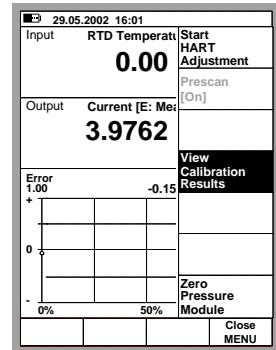 29.05.2002 16:01
Input RTD Temperatu
0.00
Output Current [E: Mea
3.9762
Error
1.00 -0.15
+
0
-
0% 50%
Start
HART
Adjustment
Prescan
[On]
View
Calibration
Results
Zero
Pressure
Module
Close
MENU